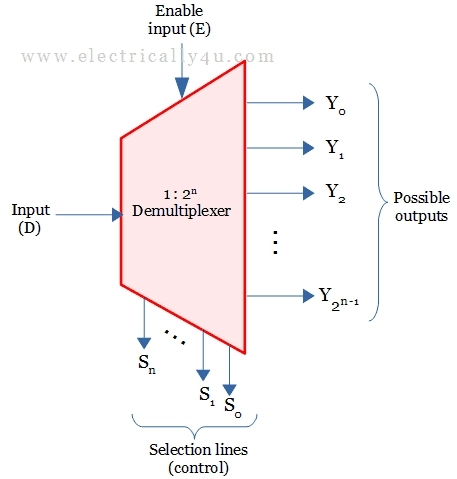 Enable
input (E)
www.electrically4u.com
Y₀
Y₁
1 : 2ⁿ
Demultiplexer
Y₂
Possible
outputs
Input
(D)
⋮
Y₂ⁿ⁻¹
Sₙ
...
S₁
S₀
Selection lines
(control)